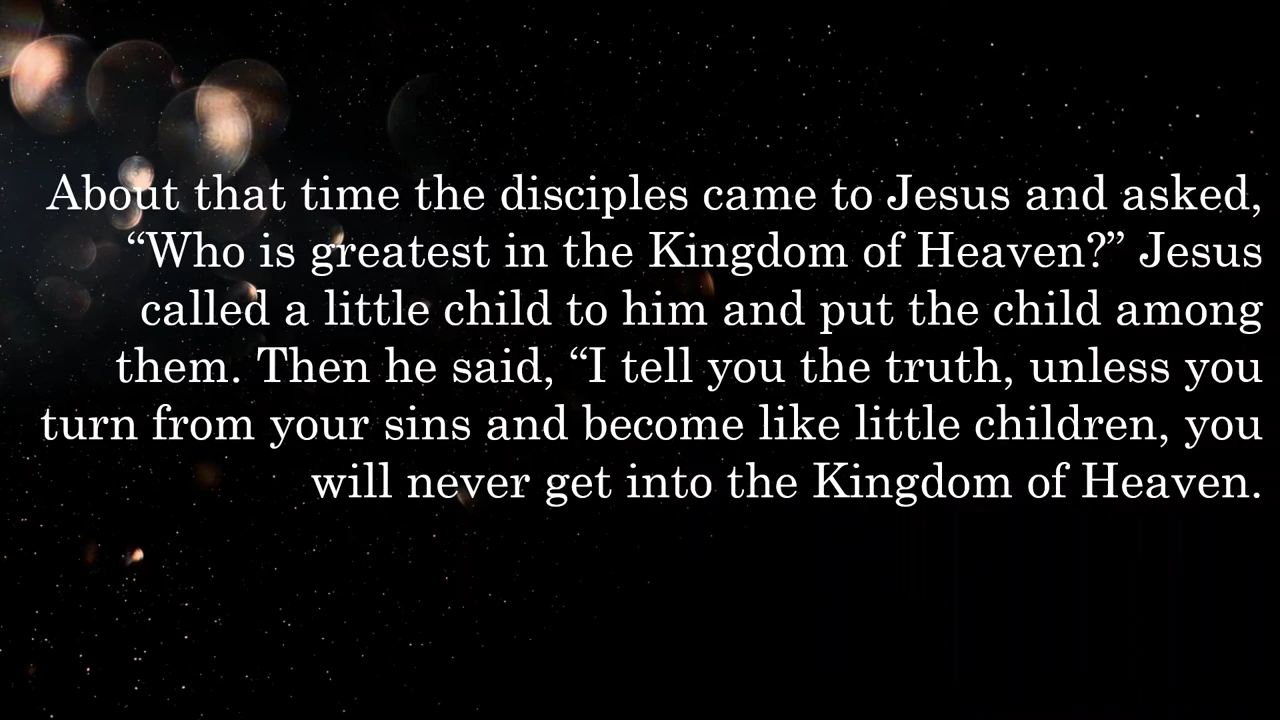 About that time the disciples came to Jesus and asked,
“Who is greatest in the Kingdom of Heaven?” Jesus
called a little child to him and put the child among
them. Then he said, “I tell you the truth, unless you
turn from your sins and become like little children, you
will never get into the Kingdom of Heaven.